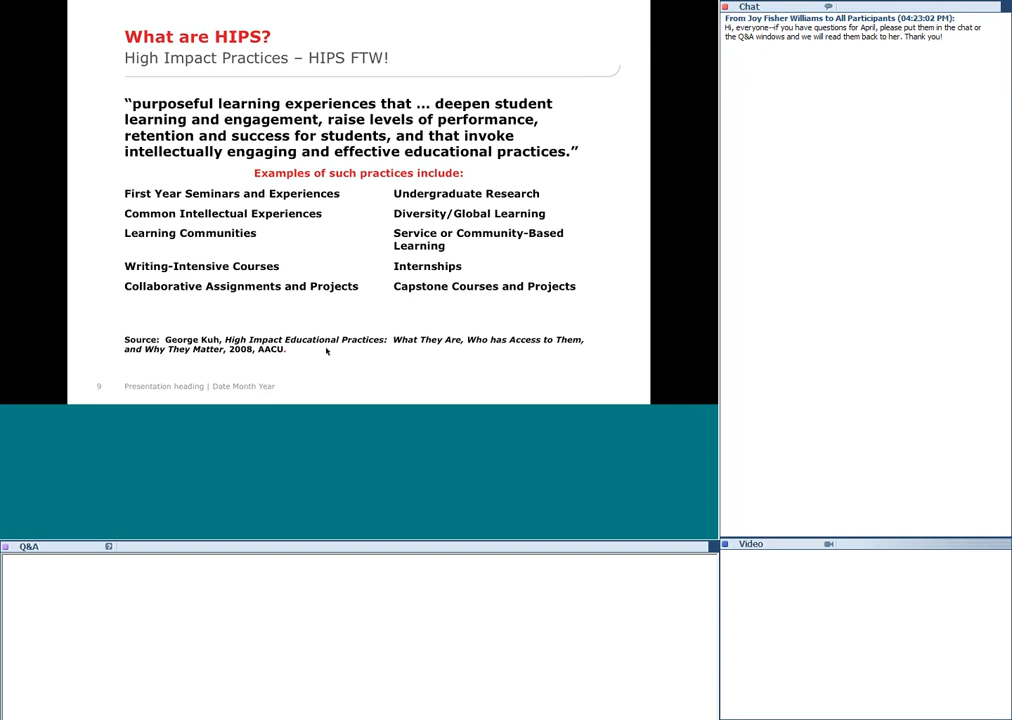 What are HIPS?
High Impact Practices – HIPS FTW!
“purposeful learning experiences that … deepen student
learning and engagement, raise levels of performance,
retention and success for students, and that invoke
intellectually engaging and effective educational practices.”
Examples of such practices include:
First Year Seminars and Experiences
Undergraduate Research
Common Intellectual Experiences
Diversity/Global Learning
Learning Communities
Service or Community-Based
Learning
Writing-Intensive Courses
Internships
Collaborative Assignments and Projects
Capstone Courses and Projects
Source: George Kuh, High Impact Educational Practices: What They Are, Who has Access to Them,
and Why They Matter, 2008, AACU.
9 Presentation heading | Date Month Year
Chat
From Joy Fisher Williams to All Participants (04:23:02 PM):
Hi, everyone--if you have questions for April, please put them in the chat or
the Q&A windows and we will read them back to her. Thank you!
Q&A
Video